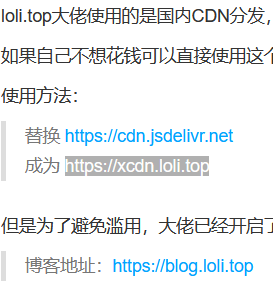 loli.top大佬使用的是国内CDN分发，
如果自己不想花钱可以直接使用这个
使用方法：
替换 https://cdn.jsdelivr.net
成为 https://xcdn.loli.top
但是为了避免滥用，大佬已经开启了
博客地址：https://blog.loli.top